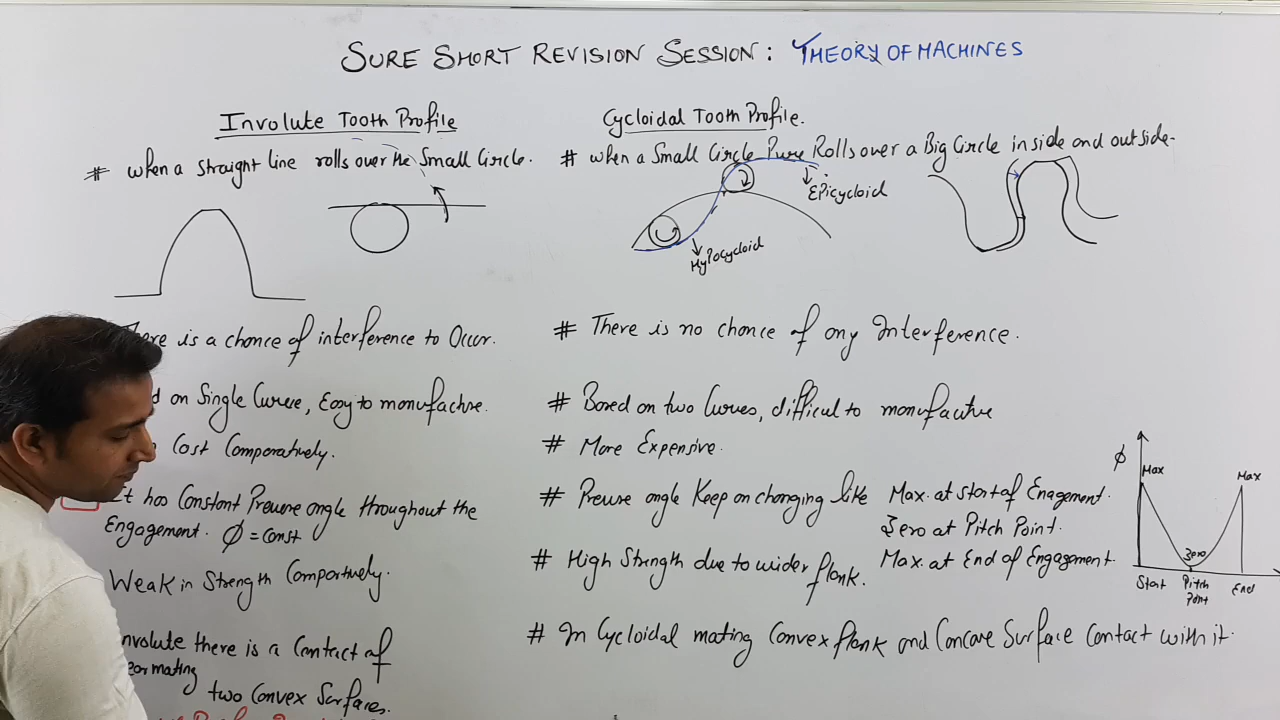 SURE SHORT REVISION SESSION: THEORY OF MACHINES
Involute Tooth Profile
# when a straight line rolls over the Small Circle.
There is a chance of interference to Occur.
on Single Curve, Easy to manufacture.
Cost Comparatively.
It has Constant Pressure angle throughout the
Engagement. φ = Const
Weak in Strength Comportively.
Involute there is a Contact of
mating
two Convex Surfaces.
Cycloidal Tooth Profile.
# when a Small Circle Pure Rolls over a Big Circle inside and outside.
Epicycloid
Hypocycloid
# There is no chance of any Interference.
# Based on two Curves, difficult to manufacture
# More Expensive.
# Pressure angle Keep on changing like Max. at Start of Enagement.
Zero at Pitch Point.
Max. at End of Engagement.
# High Strength due to wider flank.
# In Cycloidal mating Convex flank and Concave Surface Contact with it.
φ
Max
Max
Zero
Start
Pitch
Point
End